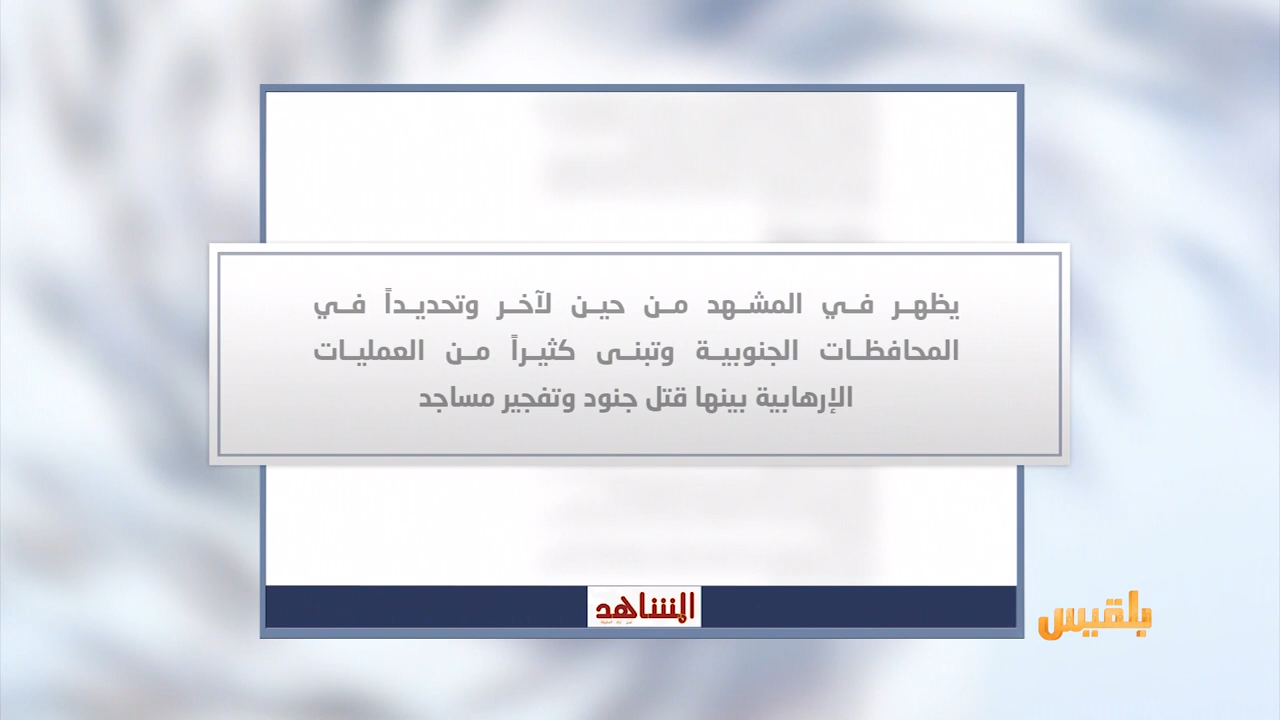 يظهر في المشهد من حين لآخر وتحديداً في
المحافظات الجنوبية وتبنى كثيراً من العمليات
الإرهابية بينها قتل جنود وتفجير مساجد
المشاهد
بلقيس